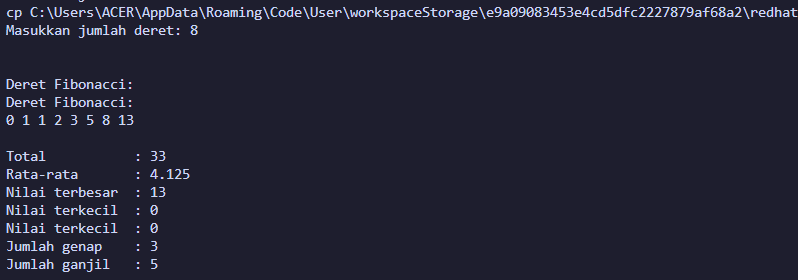 cp C:\Users\ACER\AppData\Roaming\Code\User\workspaceStorage\e9a09083453e4cd5dfc2227879af68a2\redhat
Masukkan jumlah deret: 8
Deret Fibonacci:
Deret Fibonacci:
0 1 1 2 3 5 8 13
Total : 33
Rata-rata : 4.125
Nilai terbesar : 13
Nilai terkecil : 0
Nilai terkecil : 0
Jumlah genap : 3
Jumlah ganjil : 5